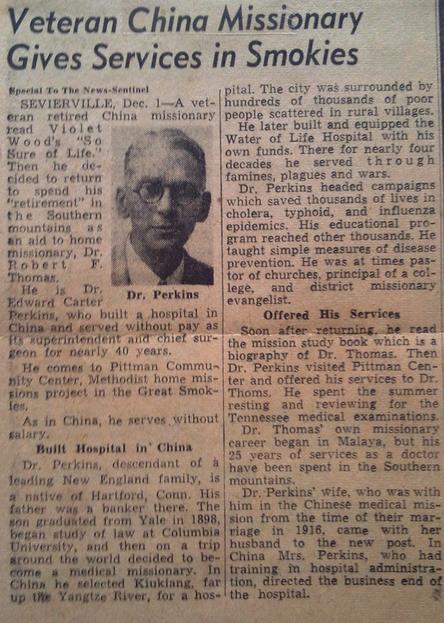 Veteran China Missionary
Gives Services in Smokies
Special To The News-Sentinel
SEVIERVILLE, Dec. 1—A vet-
eran retired China missionary
read Violet
Wood's "So
Sure of Life."
Then he de-
cided to return
to spend his
"retirement" in
the Southern
mountains as
an aid to home
missionary, Dr.
Robert F.
Thomas.
He is Dr.
Edward Carter
Dr. Perkins
Perkins, who built a hospital in
China and served without pay as
its superintendent and chief sur-
geon for nearly 40 years.
He comes to Pittman Commu-
nity Center, Methodist home mis-
sions project in the Great Smok-
ies.
As in China, he serves without
salary.
Built Hospital in China
Dr. Perkins, descendant of a
leading New England family, is
a native of Hartford, Conn. His
father was a banker there. The
son graduated from Yale in 1898,
began study of law at Columbia
University, and then on a trip
around the world decided to be-
come a medical missionary. In
China he selected Kiukiang, far
up the Yangtze River, for a hos-
pital. The city was surrounded by
hundreds of thousands of poor
people scattered in rural villages.
He later built and equipped the
Water of Life Hospital with his
own funds. There for nearly four
decades he served through
famines, plagues and wars.
Dr. Perkins headed campaigns
which saved thousands of lives in
cholera, typhoid, and influenza
epidemics. His educational pro-
gram reached other thousands. He
taught simple measures of disease
prevention. He was at times pas-
tor of churches, principal of a col-
lege, and district missionary
evangelist.
Offered His Services
Soon after returning, he read
the mission study book which is a
biography of Dr. Thomas. Then
Dr. Perkins visited Pittman Cen-
ter and offered his services to Dr.
Thoms. He spent the summer
resting and reviewing for the
Tennessee medical examinations.
Dr. Thomas' own missionary
career began in Malaya, but his
25 years of services as a doctor
have been spent in the Southern
mountains.
Dr. Perkins' wife, who was with
him in the Chinese medical mis-
sion from the time of their mar-
riage in 1916, came with her
husband to the new post. In
China Mrs. Perkins, who had
training in hospital administra-
tion, directed the business end of
the hospital.